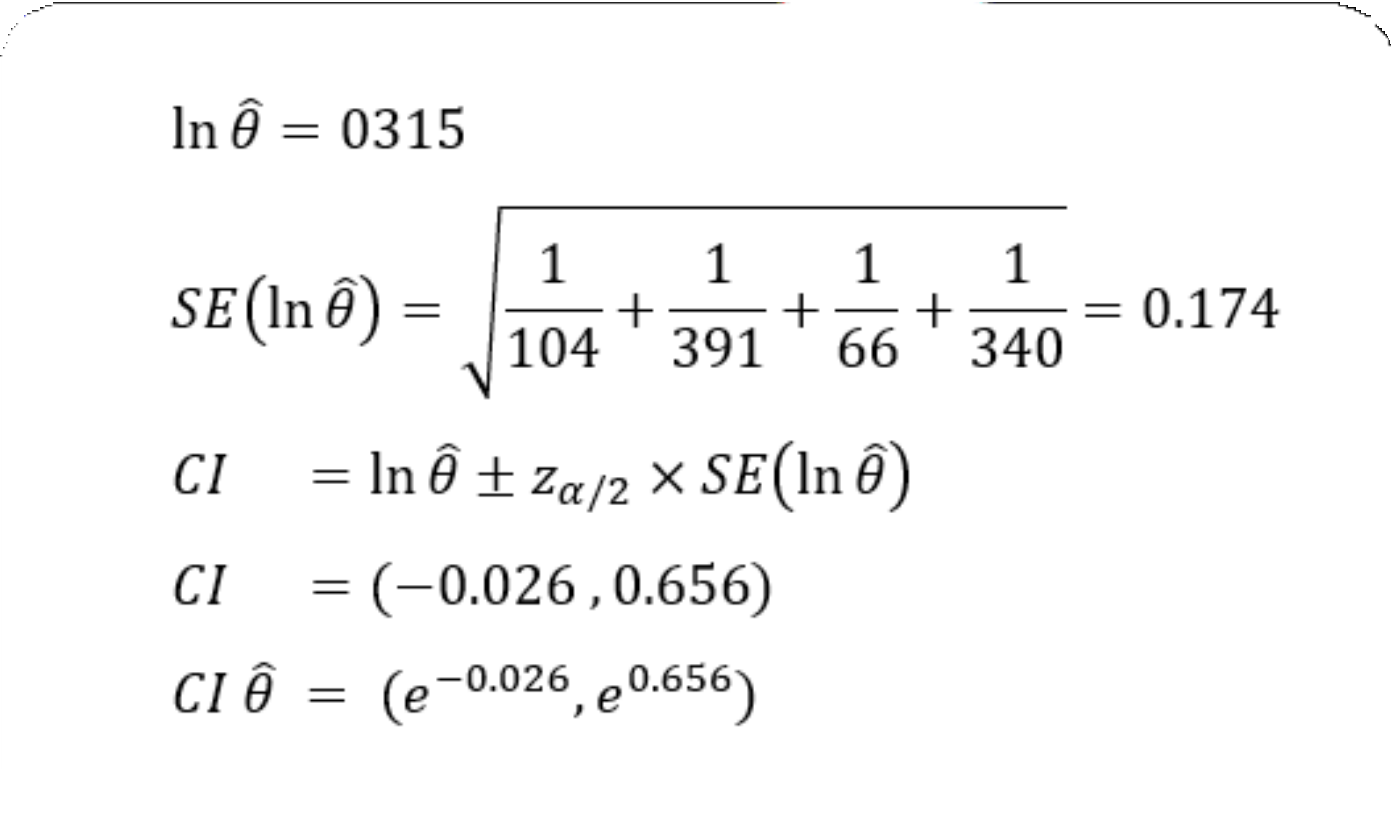 ln θ̂ = 0315
SE(ln θ̂) = √(1/104 + 1/391 + 1/66 + 1/340) = 0.174
CI = ln θ̂ ± z_{α/2} × SE(ln θ̂)
CI = (−0.026 , 0.656)
CI θ̂ = (e^{−0.026}, e^{0.656})